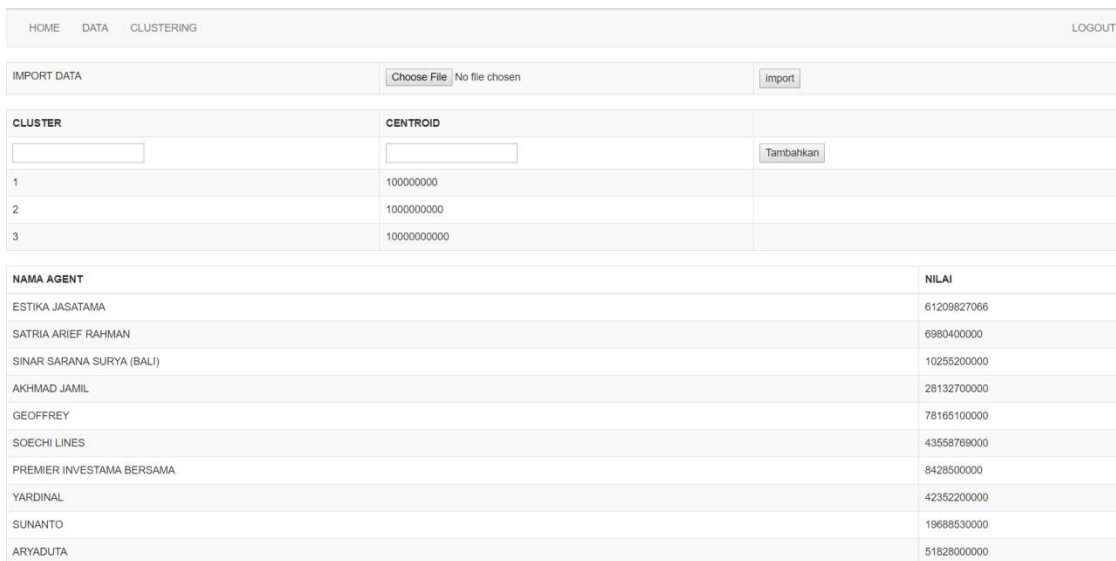 HOME DATA CLUSTERING LOGOUT
IMPORT DATA Choose File No file chosen import
CLUSTER CENTROID
Tambahkan
1 100000000
2 1000000000
3 10000000000
NAMA AGENT NILAI
ESTIKA JASATAMA 61209827066
SATRIA ARIEF RAHMAN 6980400000
SINAR SARANA SURYA (BALI) 10255200000
AKHMAD JAMIL 28132700000
GEOFFREY 78165100000
SOECHI LINES 43558769000
PREMIER INVESTAMA BERSAMA 8428500000
YARDINAL 42352200000
SUNANTO 19688530000
ARYADUTA 51828000000